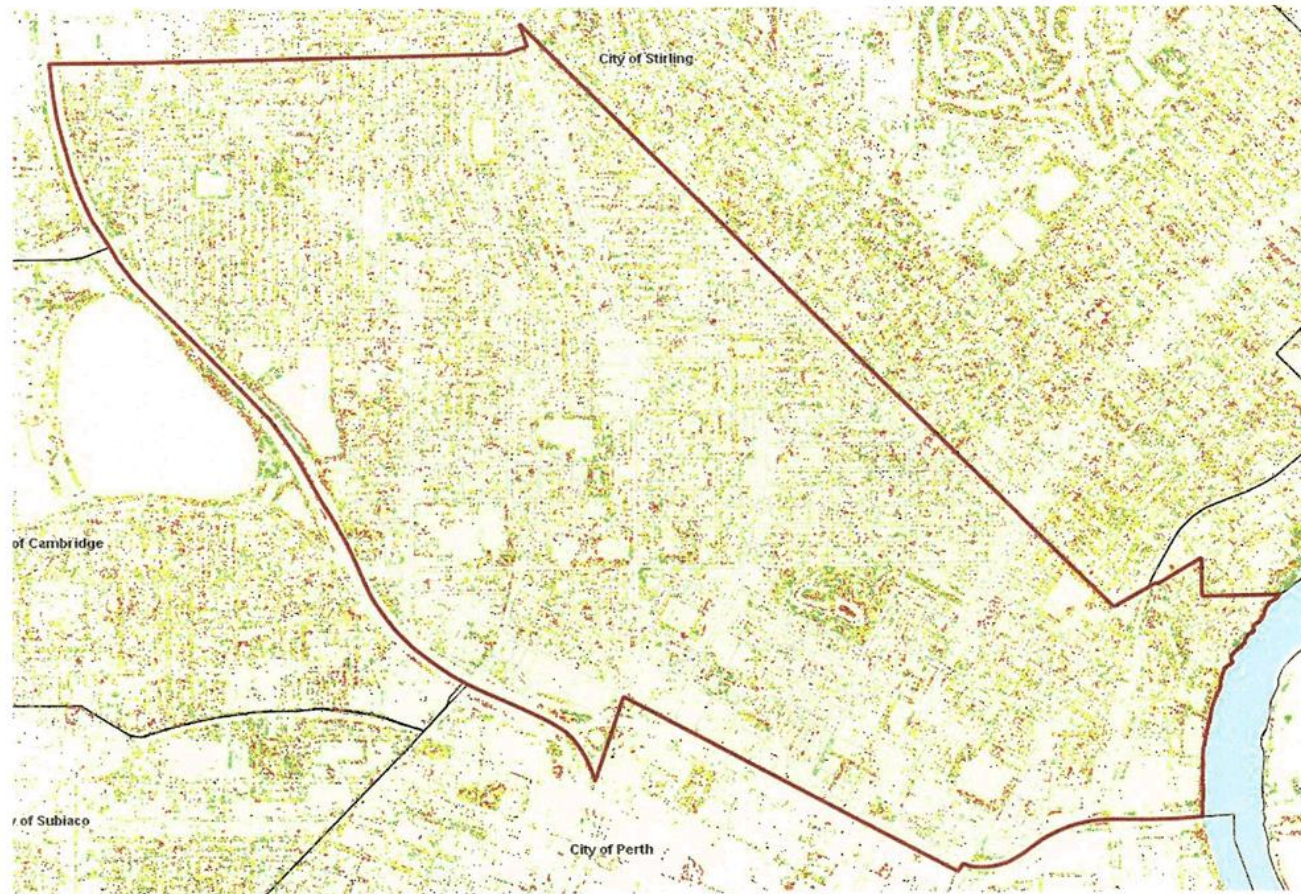 City of Stirling
of Cambridge
of Subiaco
City of Perth